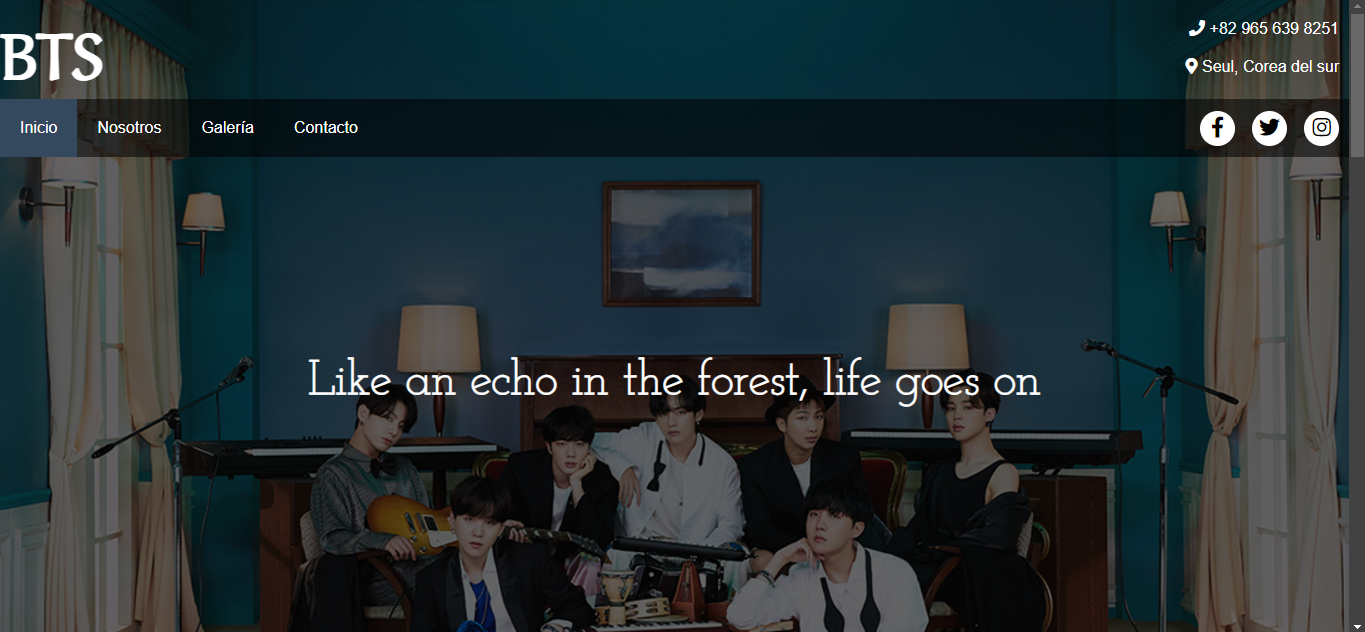 BTS
+82 965 639 8251
Seul, Corea del sur
Inicio Nosotros Galería Contacto
Like an echo in the forest, life goes on